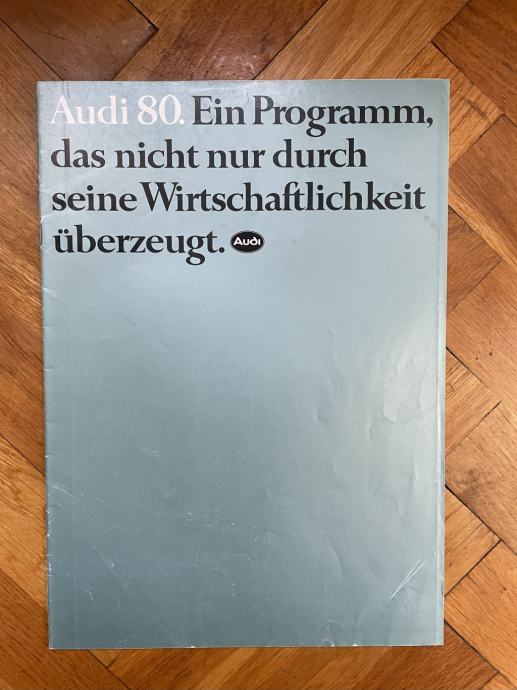 Audi 80. Ein Programm,
das nicht nur durch
seine Wirtschaftlichkeit
überzeugt. Audi